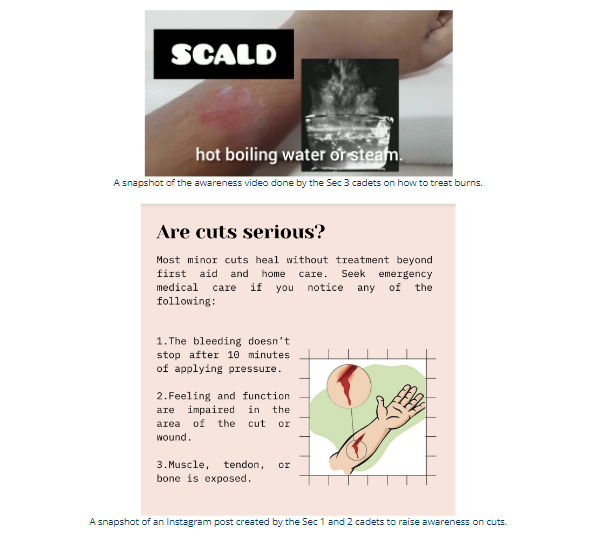 SCALD
hot boiling water or steam.
A snapshot of the awareness video done by the Sec 3 cadets on how to treat burns.
Are cuts serious?
Most minor cuts heal without treatment beyond
first aid and home care. Seek emergency
medical care if you notice any of the
following:
1.The bleeding doesn't
stop after 10 minutes
of applying pressure.
2.Feeling and function
are impaired in the
area of the cut or
wound.
3.Muscle, tendon, or
bone is exposed.
A snapshot of an Instagram post created by the Sec 1 and 2 cadets to raise awareness on cuts.